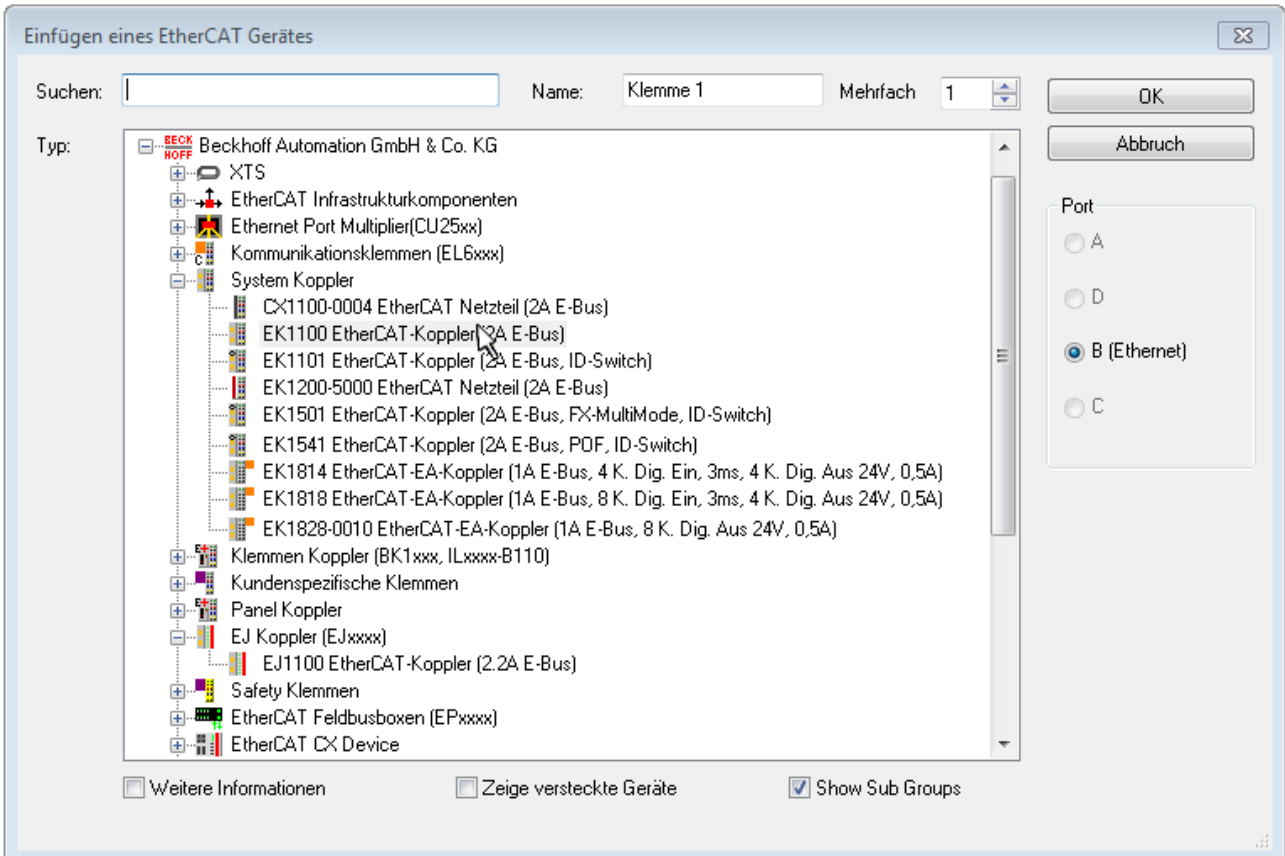 Einfügen eines EtherCAT Gerätes
Suchen: Name: Klemme 1 Mehrfach 1 OK
Typ: BECKHOFF Beckhoff Automation GmbH & Co. KG Abbruch
XTS
EtherCAT Infrastrukturkomponenten
Port
Ethernet Port Multiplier(CU25xx)
A
C Kommunikationsklemmen (EL6xxx)
System Koppler
D
CX1100-0004 EtherCAT Netzteil (2A E-Bus)
EK1100 EtherCAT-Koppler (2A E-Bus)
B (Ethernet)
EK1101 EtherCAT-Koppler (2A E-Bus, ID-Switch)
EK1200-5000 EtherCAT Netzteil (2A E-Bus)
C
EK1501 EtherCAT-Koppler (2A E-Bus, FX-MultiMode, ID-Switch)
EK1541 EtherCAT-Koppler (2A E-Bus, POF, ID-Switch)
EK1814 EtherCAT-EA-Koppler (1A E-Bus, 4 K. Dig. Ein, 3ms, 4 K. Dig. Aus 24V, 0,5A)
EK1818 EtherCAT-EA-Koppler (1A E-Bus, 8 K. Dig. Ein, 3ms, 4 K. Dig. Aus 24V, 0,5A)
EK1828-0010 EtherCAT-EA-Koppler (1A E-Bus, 8 K. Dig. Aus 24V, 0,5A)
Klemmen Koppler (BK1xxx, ILxxxx-B110)
Kundenspezifische Klemmen
Panel Koppler
EJ Koppler (EJxxxx)
EJ1100 EtherCAT-Koppler (2.2A E-Bus)
Safety Klemmen
EtherCAT Feldbusboxen (EPxxxx)
EtherCAT CX Device
Weitere Informationen Zeige versteckte Geräte Show Sub Groups